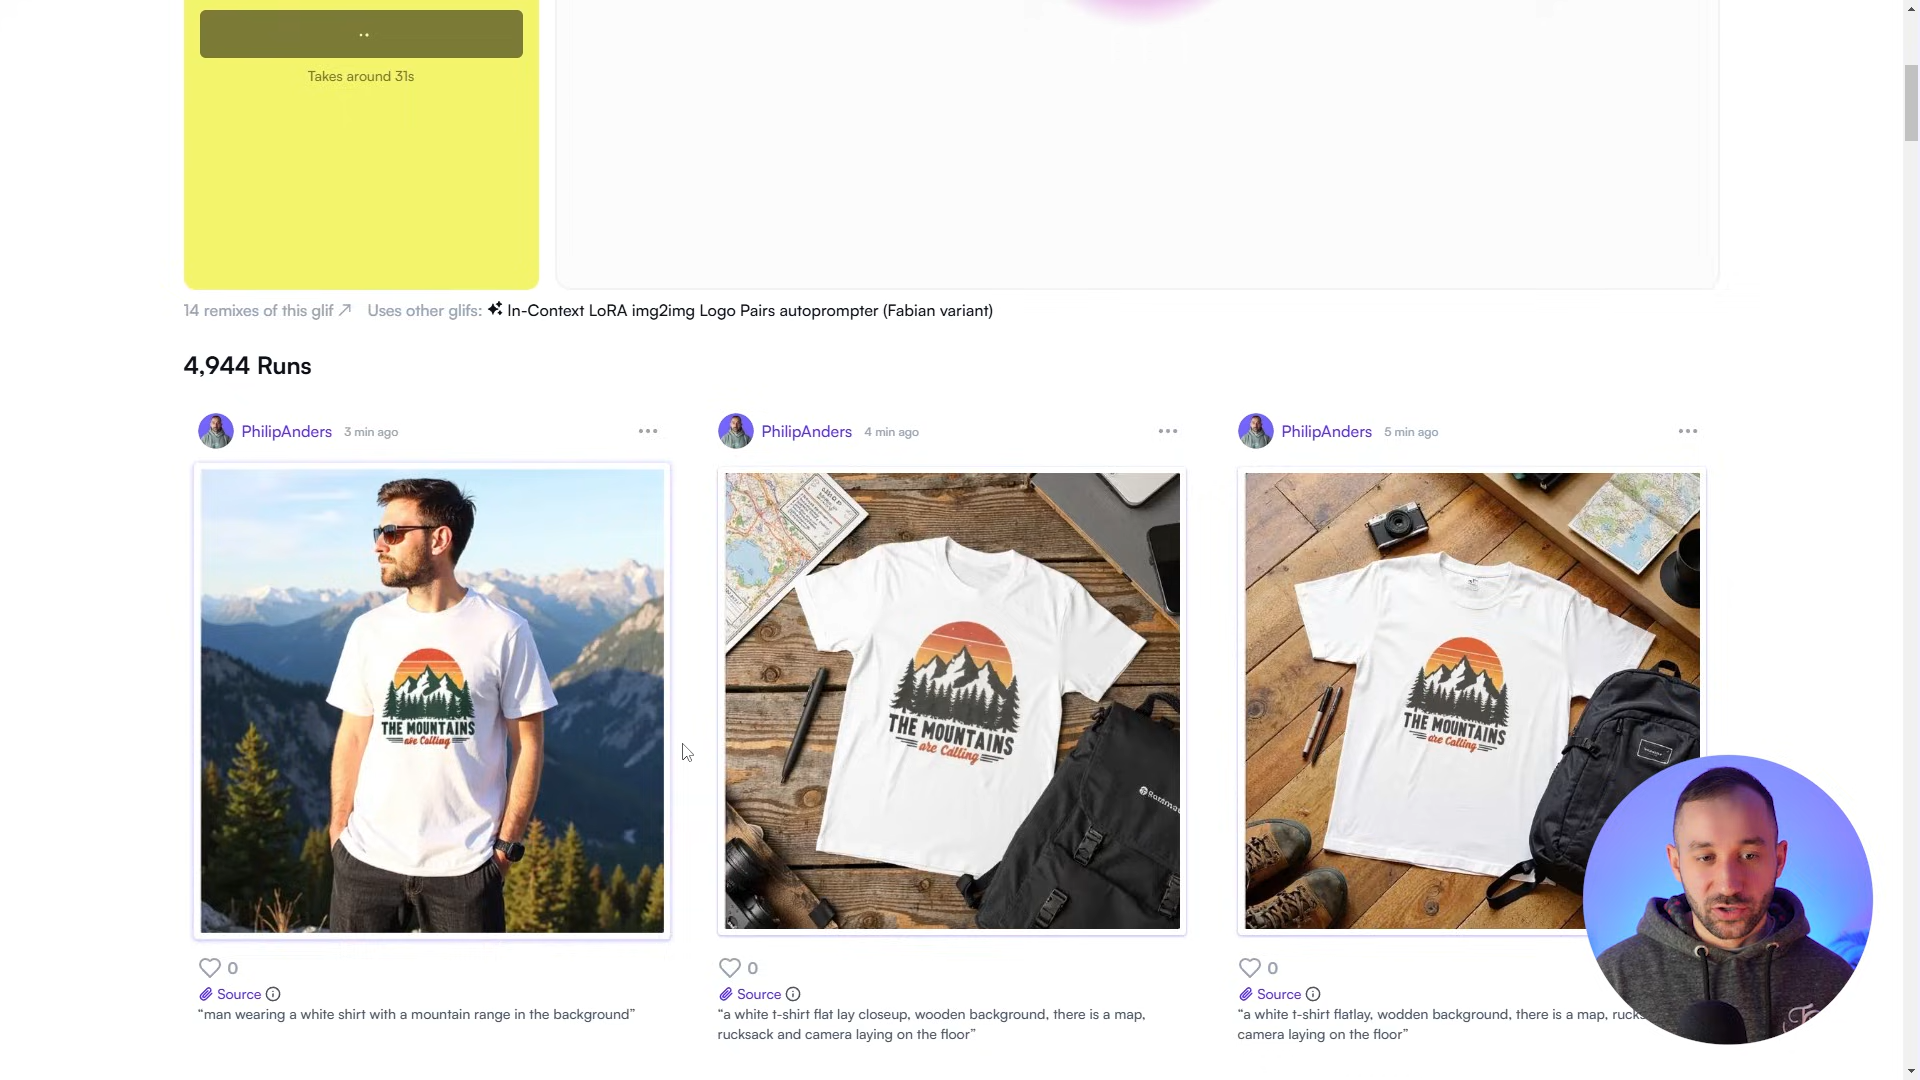 Takes around 31s
14 remixes of this glif ↗ Uses other glifs: In-Context LoRA img2img Logo Pairs autoprompter (Fabian variant)
4,944 Runs
PhilipAnders 3 min ago
PhilipAnders 4 min ago
PhilipAnders 5 min ago
THE MOUNTAINS
are Calling
THE MOUNTAINS
are Calling
THE MOUNTAINS
are Calling
0
0
0
Source
Source
Source
“man wearing a white shirt with a mountain range in the background”
“a white t-shirt flat lay closeup, wooden background, there is a map,
rucksack and camera laying on the floor”
“a white t-shirt flatlay, wodden background, there is a map,
camera laying on the floor”